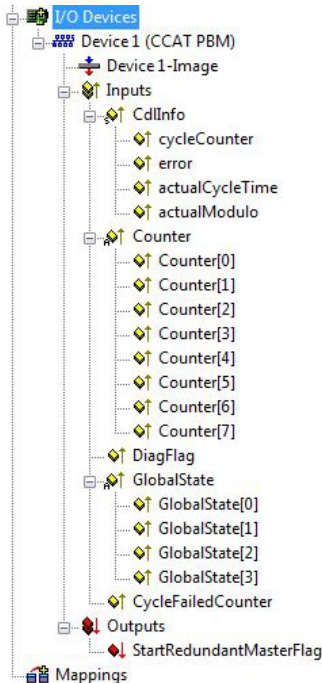 I/O Devices
Device 1 (CCAT PBM)
Device 1-Image
Inputs
CdlInfo
cycleCounter
error
actualCycleTime
actualModulo
Counter
Counter[0]
Counter[1]
Counter[2]
Counter[3]
Counter[4]
Counter[5]
Counter[6]
Counter[7]
DiagFlag
GlobalState
GlobalState[0]
GlobalState[1]
GlobalState[2]
GlobalState[3]
CycleFailedCounter
Outputs
StartRedundantMasterFlag
Mappings